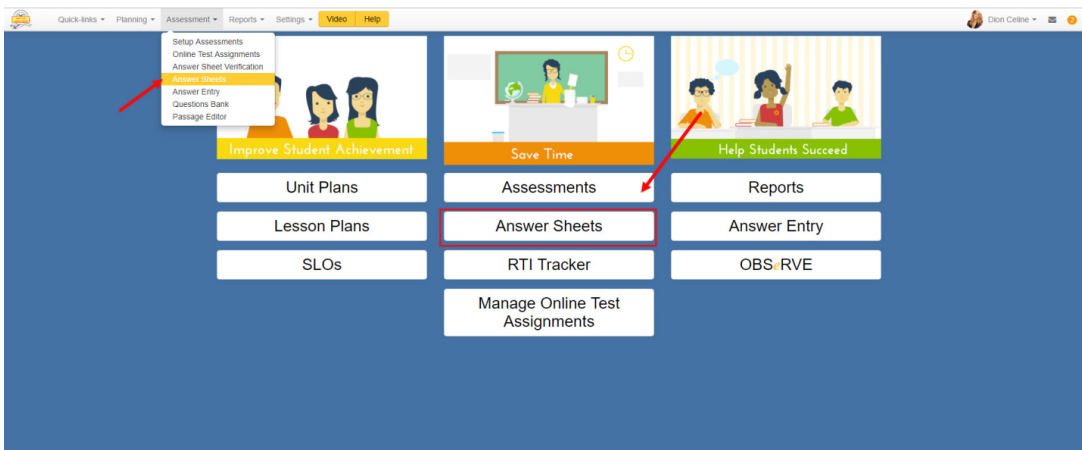 Quick-links Planning Assessment Reports Settings Video Help Dion Celine 2
Setup Assessments
Online Test Assignments
Answer Sheet Verification
Answer Sheets
Answer Entry
Questions Bank
Passage Editor
Improve Student Achievement
Save Time
Help Students Succeed
Unit Plans
Assessments
Reports
Lesson Plans
Answer Sheets
Answer Entry
SLOs
RTI Tracker
OBSeRVE
Manage Online Test
Assignments